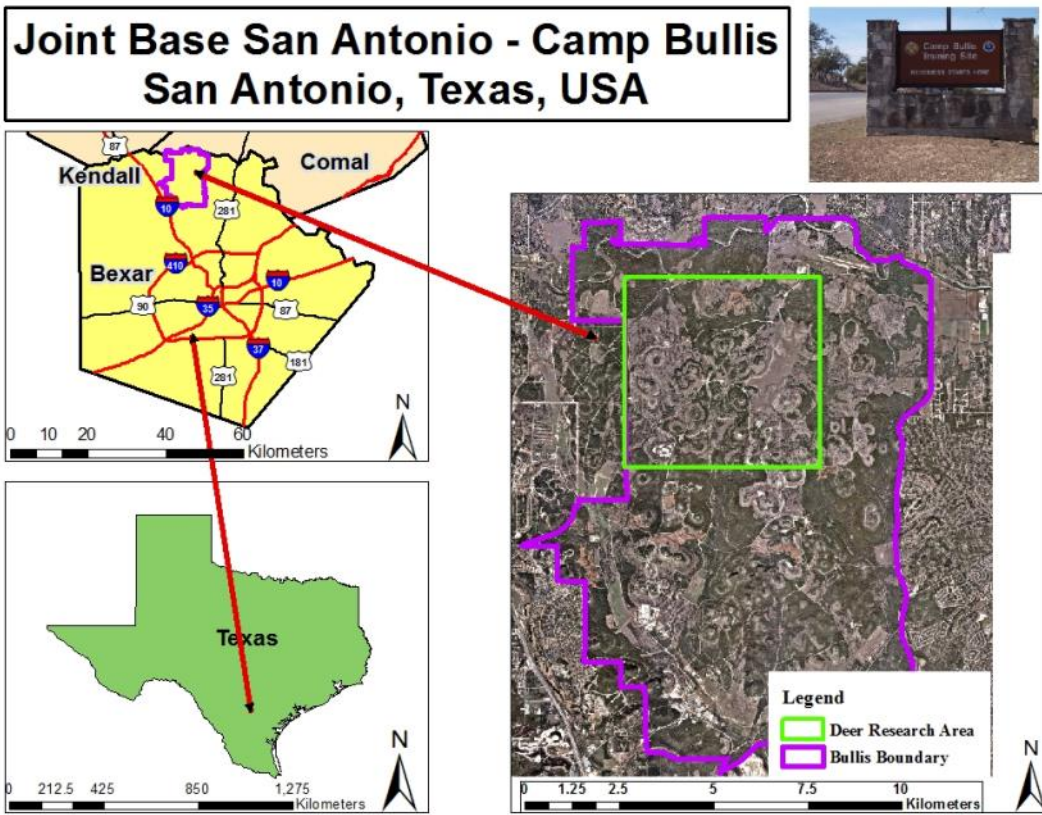 Joint Base San Antonio - Camp Bullis
San Antonio, Texas, USA
Camp Bullis
Training Site
87
Kendall
Comal
10
281
410
Bexar
10
90
35
87
37
181
281
N
0 10 20 40 60
Kilometers
Texas
N
0 212.5 425 850 1,275
Kilometers
Legend
Deer Research Area
Bullis Boundary
N
0 1.25 2.5 5 7.5 10
Kilometers